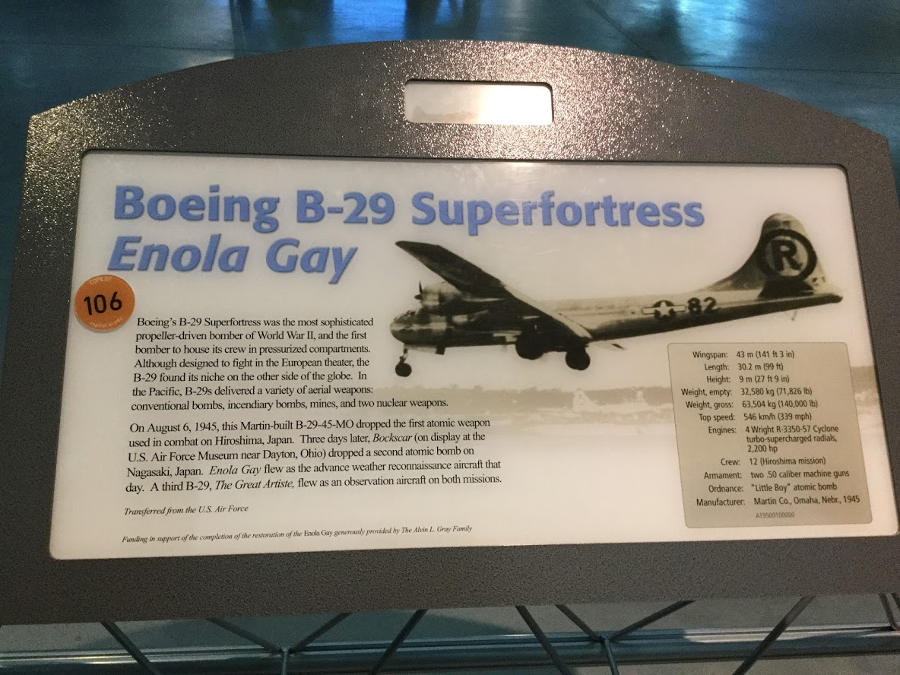 Boeing B-29 Superfortress
Enola Gay
106
R
82
Boeing's B-29 Superfortress was the most sophisticated
propeller-driven bomber of World War II, and the first
bomber to house its crew in pressurized compartments.
Although designed to fight in the European theater, the
B-29 found its niche on the other side of the globe. In
the Pacific, B-29s delivered a variety of aerial weapons:
conventional bombs, incendiary bombs, mines, and two nuclear weapons.
On August 6, 1945, this Martin-built B-29-45-MO dropped the first atomic weapon
used in combat on Hiroshima, Japan. Three days later, Bockscar (on display at the
U.S. Air Force Museum near Dayton, Ohio) dropped a second atomic bomb on
Nagasaki, Japan. Enola Gay flew as the advance weather reconnaissance aircraft that
day. A third B-29, The Great Artiste, flew as an observation aircraft on both missions.
Transferred from the U.S. Air Force
Funding in support of the completion of the restoration of the Enola Gay generously provided by The Alvin L. Gray Family
Wingspan: 43 m (141 ft 3 in)
Length: 30.2 m (99 ft)
Height: 9 m (27 ft 9 in)
Weight, empty: 32,580 kg (71,826 lb)
Weight, gross: 63,504 kg (140,000 lb)
Top speed: 546 km/h (339 mph)
Engines: 4 Wright R-3350-57 Cyclone
turbo-supercharged radials,
2,200 hp
Crew: 12 (Hiroshima mission)
Armament: two .50 caliber machine guns
Ordnance: "Little Boy" atomic bomb
Manufacturer: Martin Co., Omaha, Nebr., 1945
A19500100000